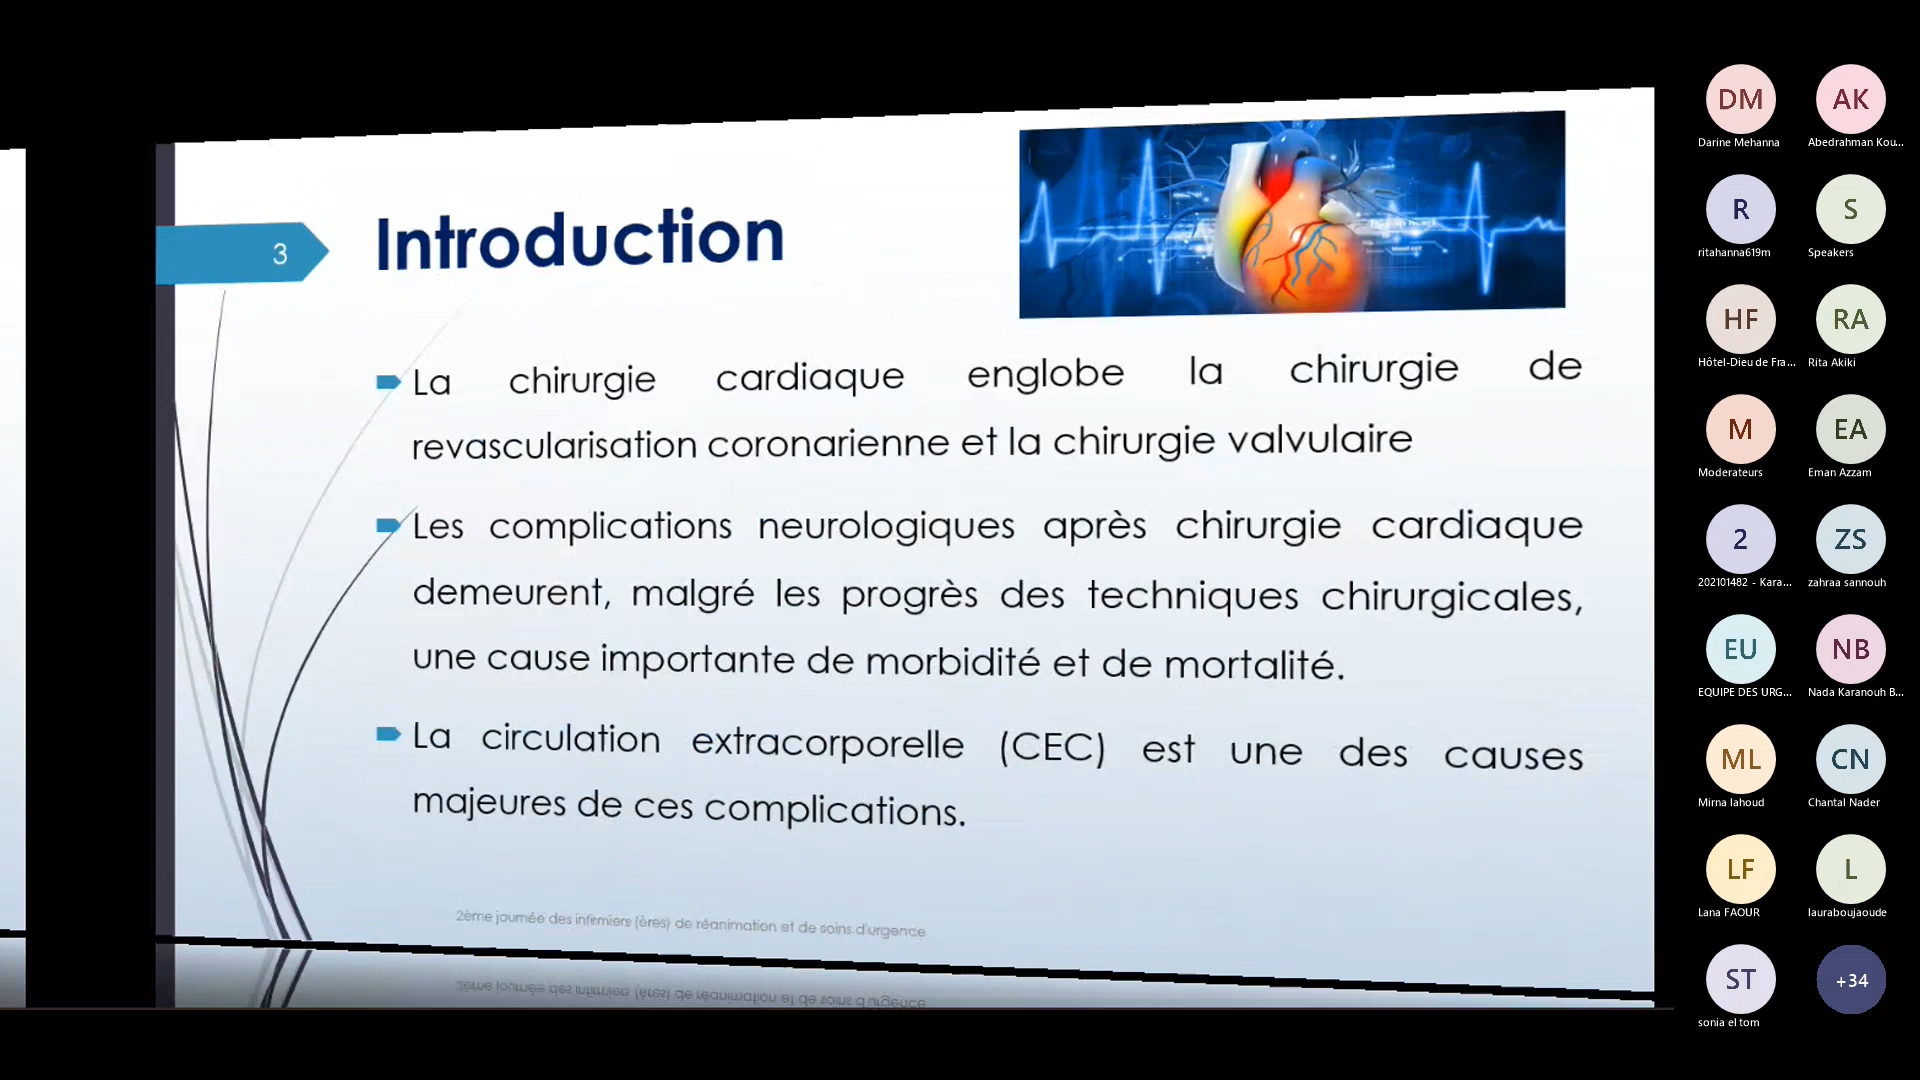 3
Introduction
La chirurgie cardiaque englobe la chirurgie de
revascularisation coronarienne et la chirurgie valvulaire
Les complications neurologiques après chirurgie cardiaque
demeurent, malgré les progrès des techniques chirurgicales,
une cause importante de morbidité et de mortalité.
La circulation extracorporelle (CEC) est une des causes
majeures de ces complications.
2ème journée des infirmiers (ères) de réanimation et de soins d'urgence
DM
Darine Mehanna
AK
Abedrahman Kou...
R
ritahanna619m
S
Speakers
HF
Hôtel-Dieu de Fra...
RA
Rita Akiki
M
Moderateurs
EA
Eman Azzam
2
202101482 - Kara...
ZS
zahraa sannouh
EU
EQUIPE DES URG...
NB
Nada Karanouh B...
ML
Mirna lahoud
CN
Chantal Nader
LF
Lana FAOUR
L
lauraboujaoude
ST
sonia el tom
+34